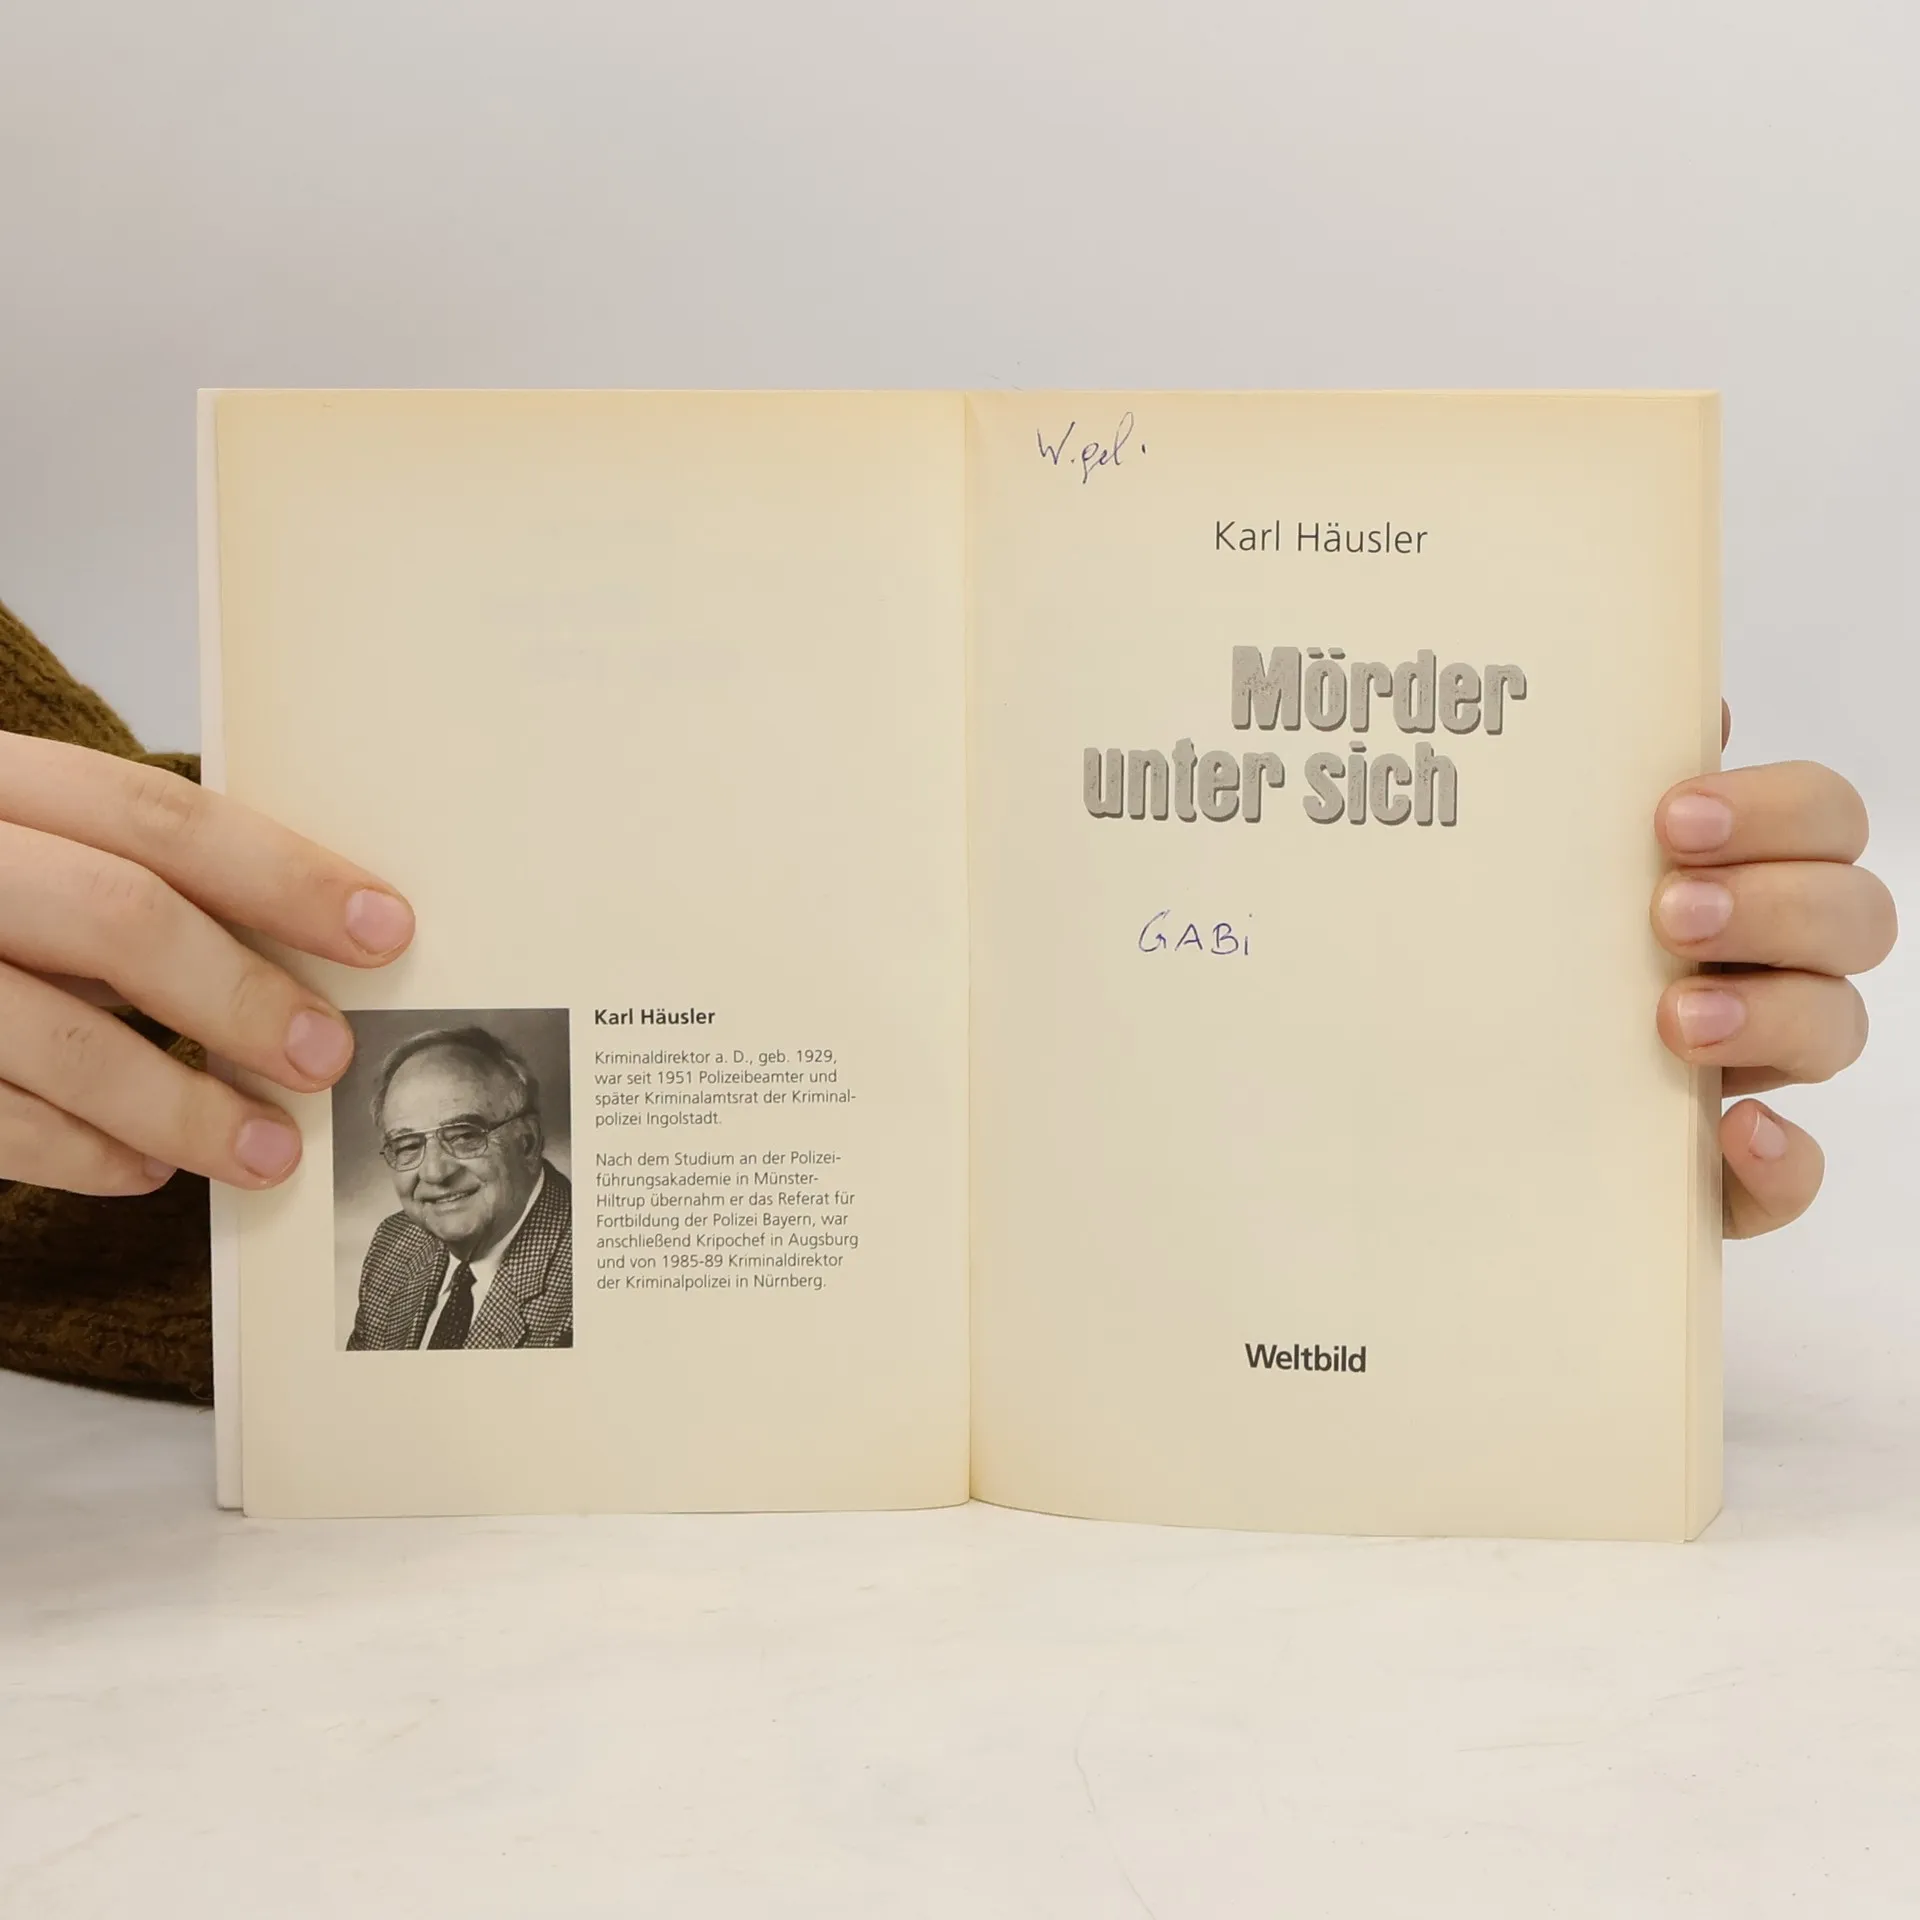 Karl Häusler
Kriminaldirektor a. D., geb. 1929,
war seit 1951 Polizeibeamter und
später Kriminalamtsrat der Kriminal-
polizei Ingolstadt.
Nach dem Studium an der Polizei-
führungsakademie in Münster-
Hiltrup übernahm er das Referat für
Fortbildung der Polizei Bayern, war
anschließend Kripochef in Augsburg
und von 1985-89 Kriminaldirektor
der Kriminalpolizei in Nürnberg.
W.gel.
Karl Häusler
Mörder
unter sich
GABi
Weltbild